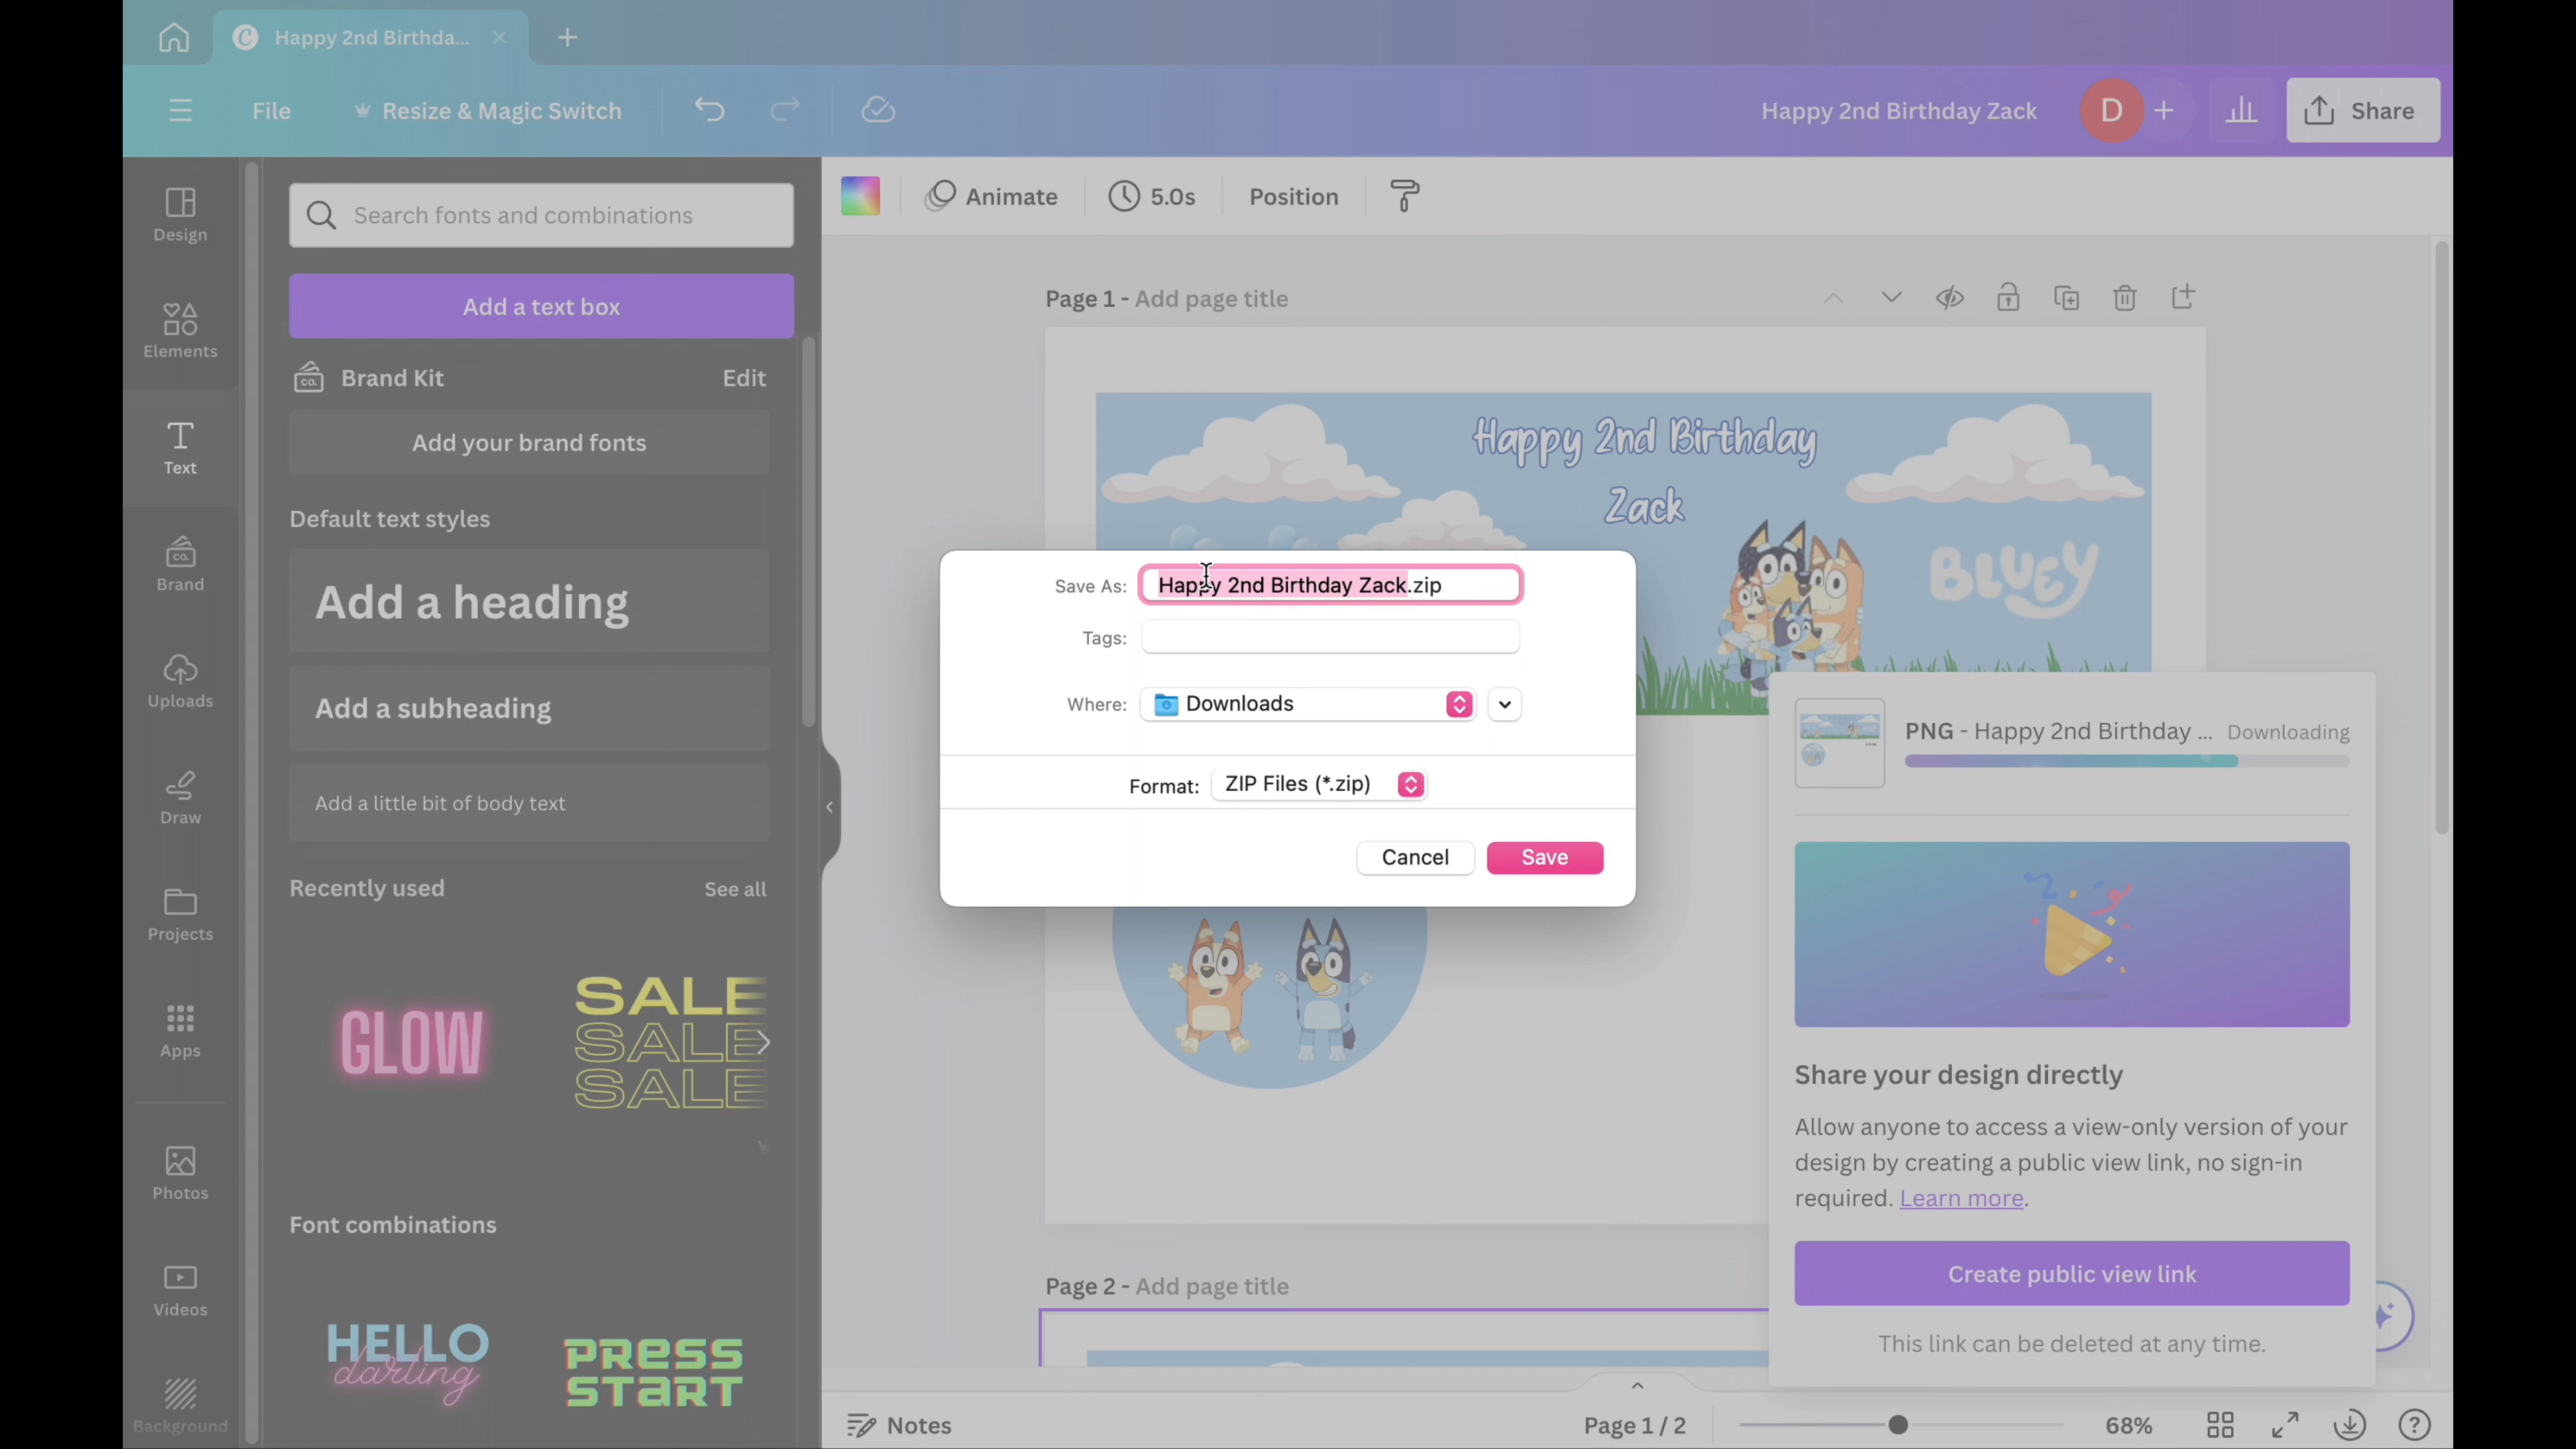 Happy 2nd Birthda...
File
Resize & Magic Switch
Happy 2nd Birthday Zack
D
Share
Design
Elements
Text
Brand
Uploads
Draw
Projects
Apps
Photos
Videos
Background
Search fonts and combinations
Add a text box
CO.
Brand Kit
Edit
Add your brand fonts
Default text styles
Add a heading
Add a subheading
Add a little bit of body text
Recently used
See all
GLOW
SALE
SALE
SALE
Font combinations
HELLO
darling
PRESS
START
Animate
5.0s
Position
Page 1 - Add page title
Happy 2nd Birthday
Zack
BLUEY
Save As: Happy 2nd Birthday Zack.zip
Tags:
Where: Downloads
Format: ZIP Files (*.zip)
Cancel
Save
PNG - Happy 2nd Birthday ... Downloading
Share your design directly
Allow anyone to access a view-only version of your
design by creating a public view link, no sign-in
required. Learn more.
Create public view link
This link can be deleted at any time.
Page 2 - Add page title
Notes
Page 1 / 2
68%